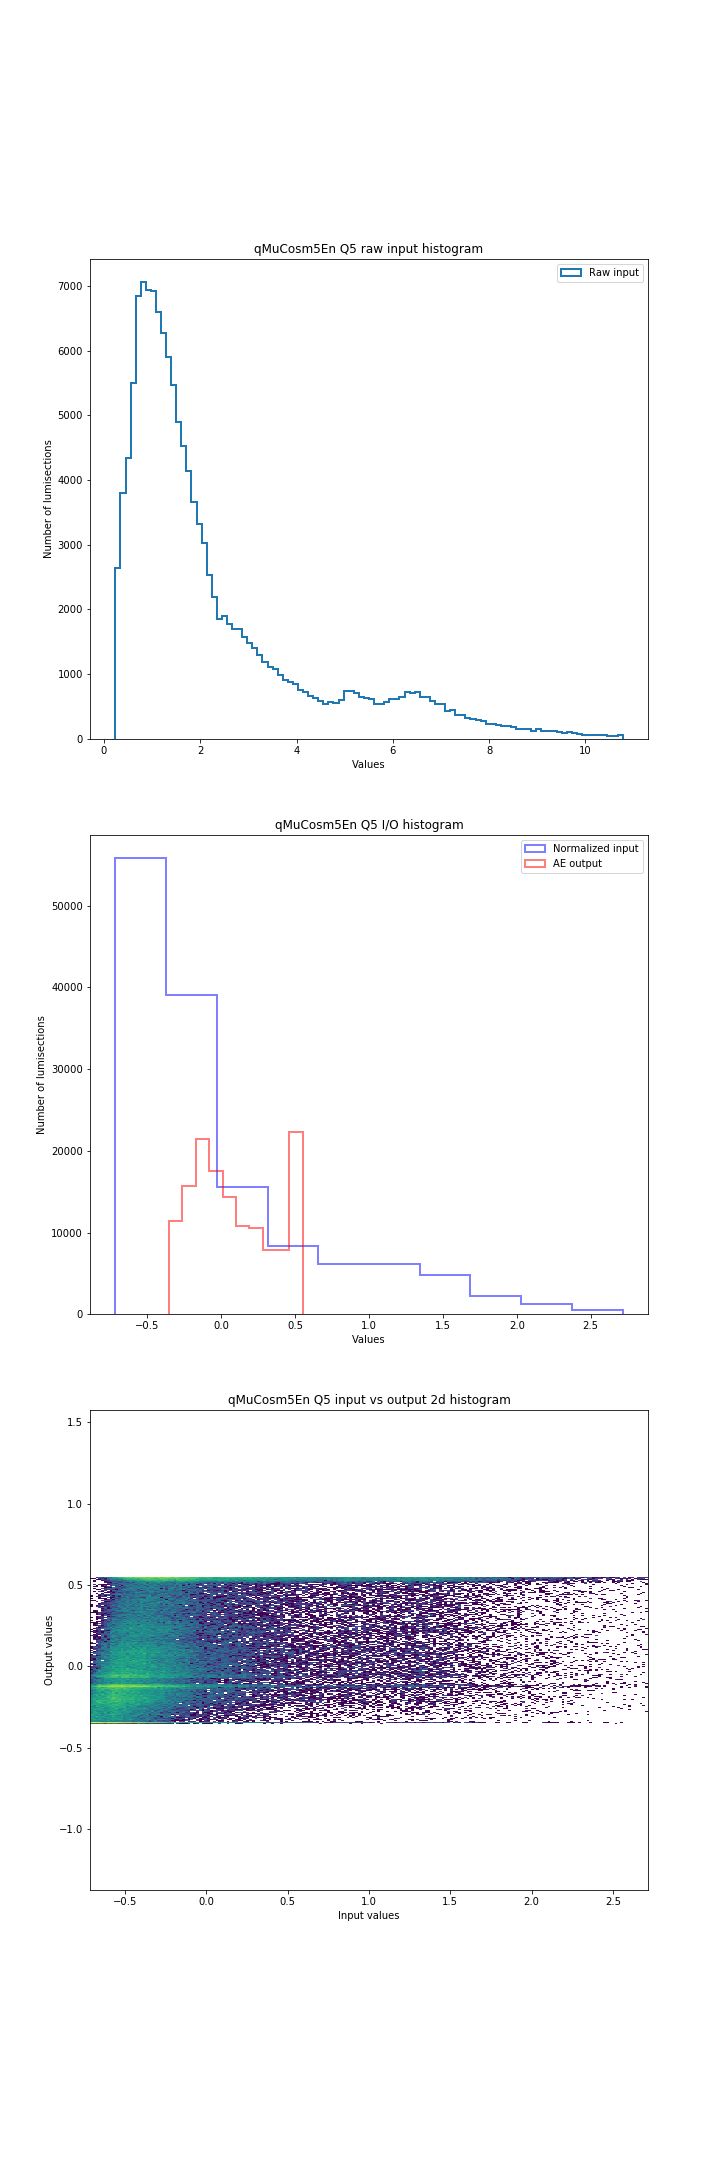 qMuCosm5En Q5 raw input histogram
Raw input
7000
6000
5000
4000
3000
2000
1000
0
Number of lumisections
0 2 4 6 8 10
Values
qMuCosm5En Q5 I/O histogram
Normalized input
AE output
50000
40000
30000
20000
10000
0
Number of lumisections
−0.5 0.0 0.5 1.0 1.5 2.0 2.5
Values
qMuCosm5En Q5 input vs output 2d histogram
1.5
1.0
0.5
0.0
−0.5
−1.0
Output values
−0.5 0.0 0.5 1.0 1.5 2.0 2.5
Input values